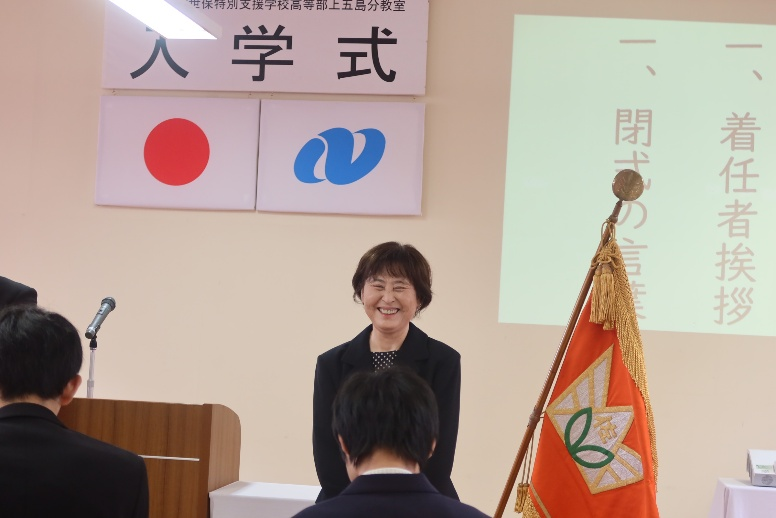 世保特別支援学校高等部上五島分教室
入学式
一、着任者挨拶
一、閉式の言葉